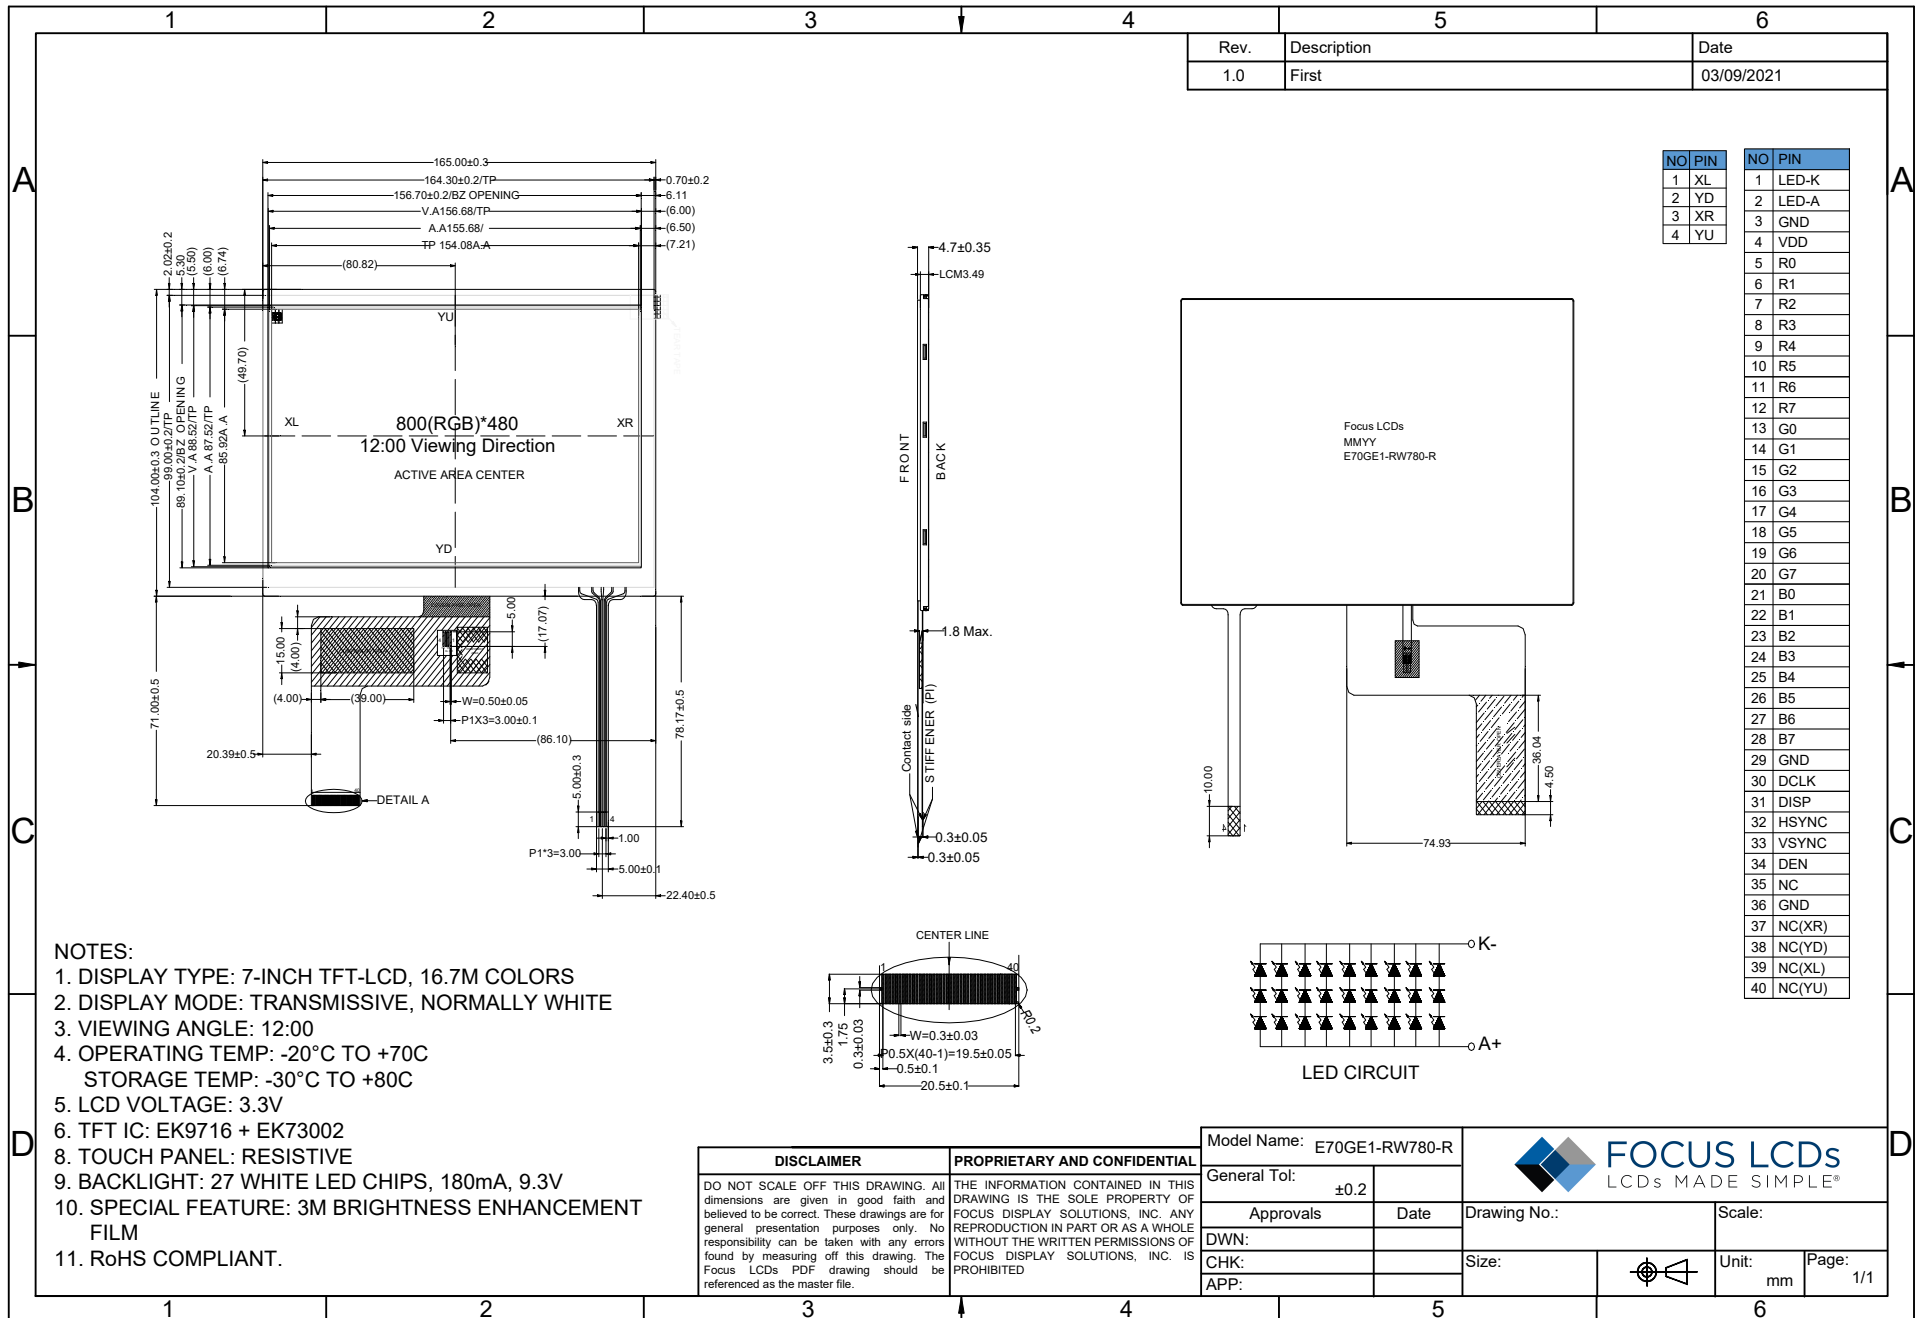 1 2 3 4 5 6
Rev. Description Date
1.0 First 03/09/2021
A A
B B
C C
D D
165.00±0.3
164.30±0.2/TP
0.70±0.2
156.70±0.2/BZ OPENING
6.11
V.A156.68/TP
(6.00)
A.A155.68/
(6.50)
TP 154.08A.A
(7.21)
(80.82)
2.02±0.2
5.30
(5.50)
(6.00)
(6.74)
104.00±0.3 OUTLINE
99.00±0.2/TP
89.10±0.2/BZ OPENING
V.A 88.52/TP
A.A 87.52/TP
85.92A.A
(49.70)
YU
XL
XR
YD
800(RGB)*480
12:00 Viewing Direction
ACTIVE AREA CENTER
71.00±0.5
15.00
(4.00)
(4.00)
(39.00)
20.39±0.5
5.00
(17.07)
W=0.50±0.05
P1X3=3.00±0.1
(86.10)
78.17±0.5
5.00±0.3
1 4
1.00
P1*3=3.00
5.00±0.1
22.40±0.5
DETAIL A
4.7±0.35
LCM3.49
FRONT
BACK
1.8 Max.
Contact side
STIFFENER (PI)
0.3±0.05
0.3±0.05
Focus LCDs
MMYY
E70GE1-RW780-R
10.00
4 1
36.04
4.50
74.93
NO PIN
1 XL
2 YD
3 XR
4 YU
NO PIN
1 LED-K
2 LED-A
3 GND
4 VDD
5 R0
6 R1
7 R2
8 R3
9 R4
10 R5
11 R6
12 R7
13 G0
14 G1
15 G2
16 G3
17 G4
18 G5
19 G6
20 G7
21 B0
22 B1
23 B2
24 B3
25 B4
26 B5
27 B6
28 B7
29 GND
30 DCLK
31 DISP
32 HSYNC
33 VSYNC
34 DEN
35 NC
36 GND
37 NC(XR)
38 NC(YD)
39 NC(XL)
40 NC(YU)
CENTER LINE
1 40
3.5±0.3
1.75
0.3±0.03
R0.2
W=0.3±0.03
P0.5X(40-1)=19.5±0.05
0.5±0.1
20.5±0.1
K-
A+
LED CIRCUIT
NOTES:
1. DISPLAY TYPE: 7-INCH TFT-LCD, 16.7M COLORS
2. DISPLAY MODE: TRANSMISSIVE, NORMALLY WHITE
3. VIEWING ANGLE: 12:00
4. OPERATING TEMP: -20°C TO +70C
STORAGE TEMP: -30°C TO +80C
5. LCD VOLTAGE: 3.3V
6. TFT IC: EK9716 + EK73002
8. TOUCH PANEL: RESISTIVE
9. BACKLIGHT: 27 WHITE LED CHIPS, 180mA, 9.3V
10. SPECIAL FEATURE: 3M BRIGHTNESS ENHANCEMENT
FILM
11. RoHS COMPLIANT.
DISCLAIMER
DO NOT SCALE OFF THIS DRAWING. All
dimensions are given in good faith and
believed to be correct. These drawings are for
general presentation purposes only. No
responsibility can be taken with any errors
found by measuring off this drawing. The
Focus LCDs PDF drawing should be
referenced as the master file.
PROPRIETARY AND CONFIDENTIAL
THE INFORMATION CONTAINED IN THIS
DRAWING IS THE SOLE PROPERTY OF
FOCUS DISPLAY SOLUTIONS, INC. ANY
REPRODUCTION IN PART OR AS A WHOLE
WITHOUT THE WRITTEN PERMISSIONS OF
FOCUS DISPLAY SOLUTIONS, INC. IS
PROHIBITED
Model Name: E70GE1-RW780-R
General Tol:
±0.2
Approvals Date
DWN:
CHK:
APP:
FOCUS LCDs
LCDs MADE SIMPLE®
Drawing No.: Scale:
Size: Unit: mm Page: 1/1
1 2 3 4 5 6